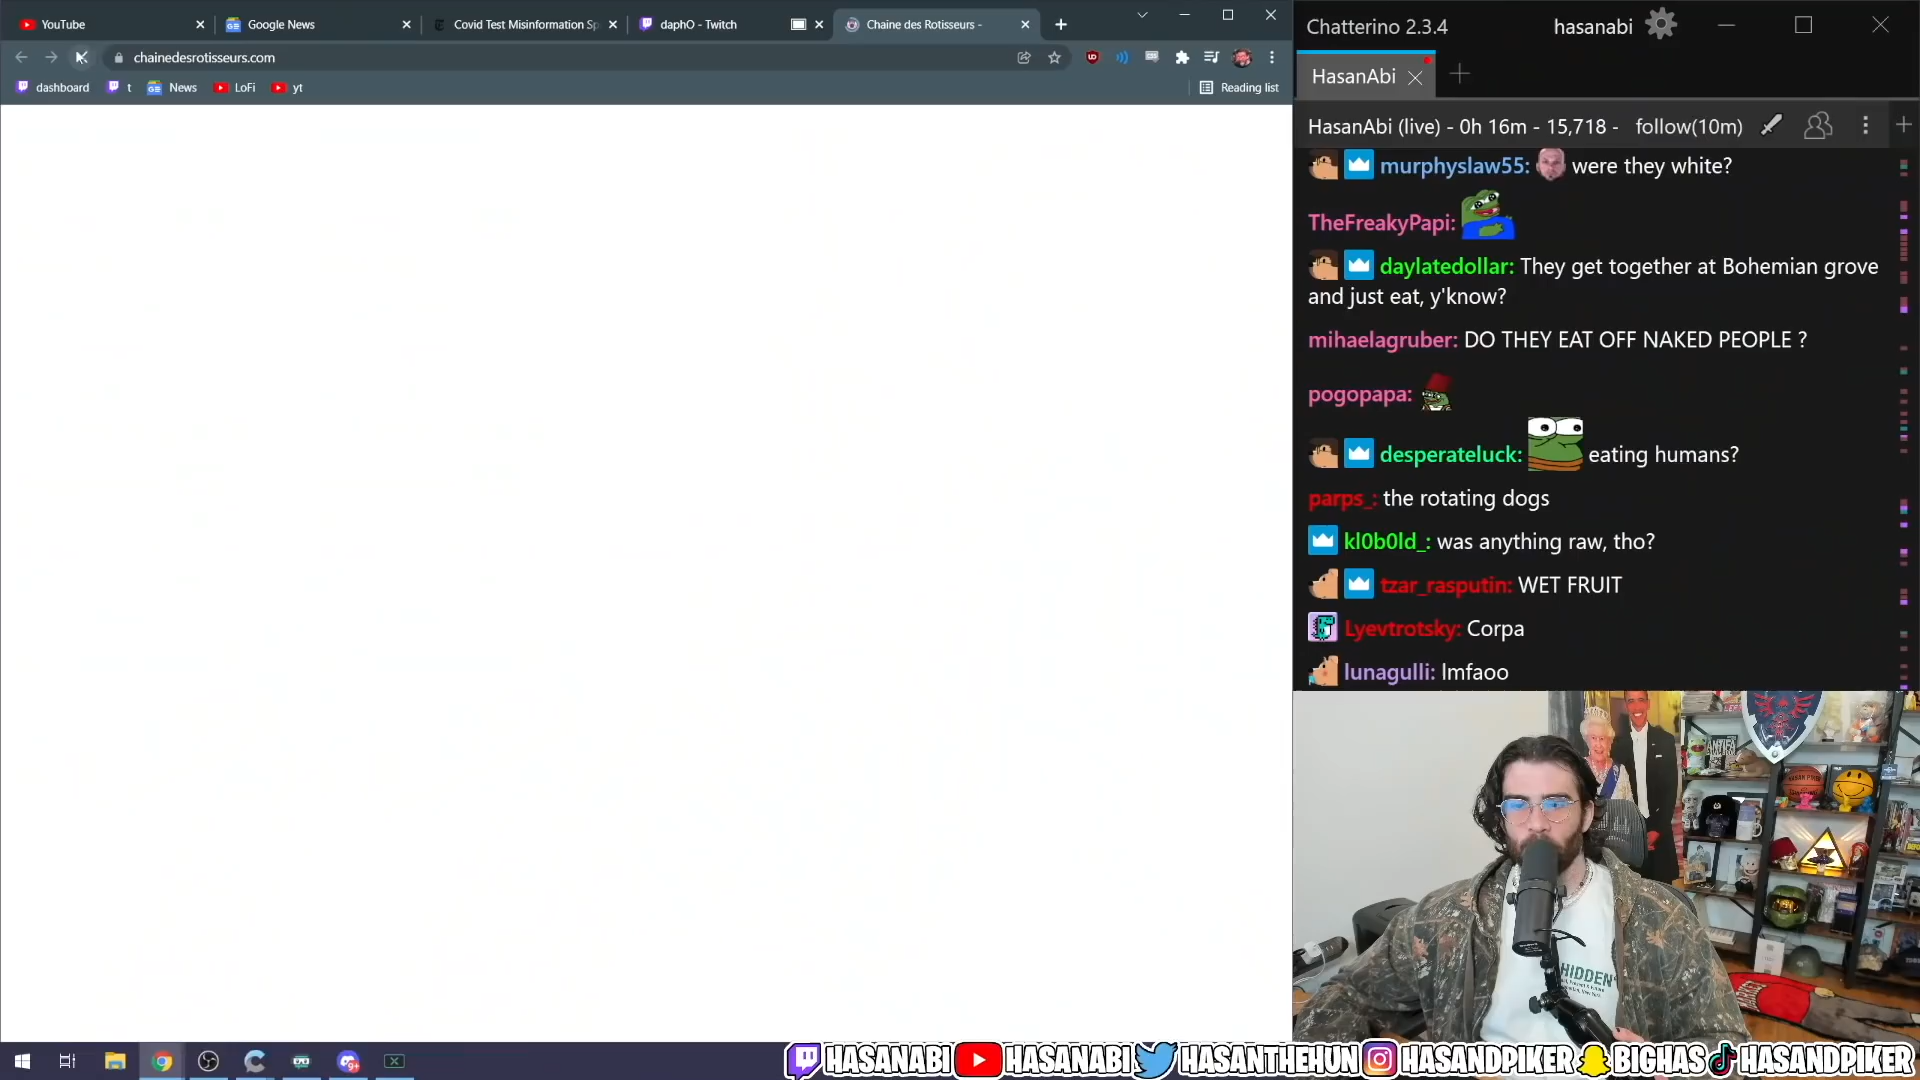 YouTube
Google News
Covid Test Misinformation Sp
daphO - Twitch
Chaine des Rotisseurs -
chainedesrotisseurs.com
dashboard
t
News
LoFi
yt
Reading list
Chatterino 2.3.4
hasanabi
HasanAbi
HasanAbi (live) - 0h 16m - 15,718 - follow(10m)
murphyslaw55: were they white?
TheFreakyPapi:
daylatedollar: They get together at Bohemian grove
and just eat, y'know?
mihaelagruber: DO THEY EAT OFF NAKED PEOPLE ?
pogopapa:
desperateluck: eating humans?
parps_: the rotating dogs
kl0b0ld_: was anything raw, tho?
tzar_rasputin: WET FRUIT
Lyevtrotsky: Corpa
lunagulli: lmfaoo
ANTIFA
HIDDEN
HASANABI HASANABI HASANTHEHUN HASANDPIKER BIGHAS HASANDPIKER